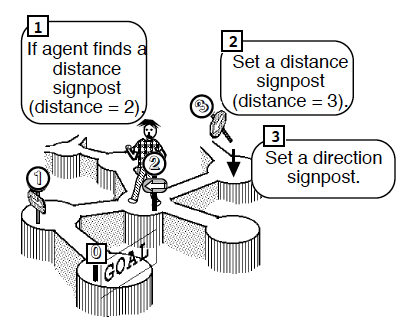 1
If agent finds a
distance
signpost
(distance = 2).
2
Set a distance
signpost
(distance = 3).
3
Set a direction
signpost.
3
2
1
0
GOAL